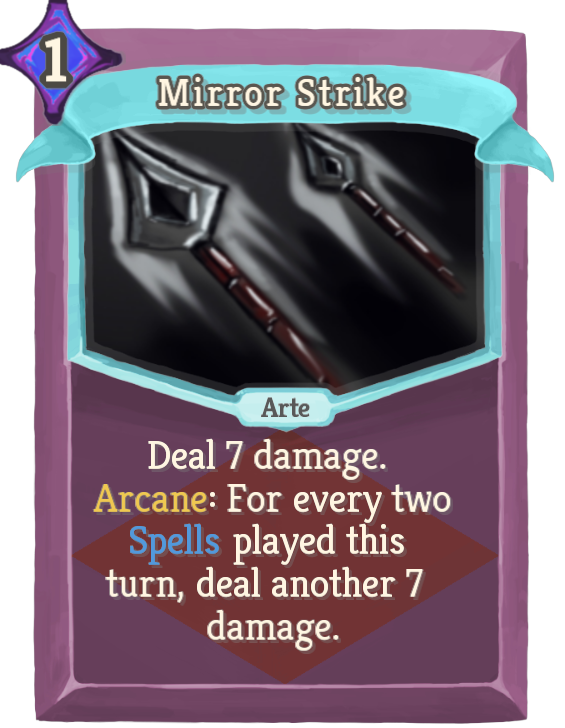 1
Mirror Strike
Arte
Deal 7 damage.
Arcane: For every two
Spells played this
turn, deal another 7
damage.